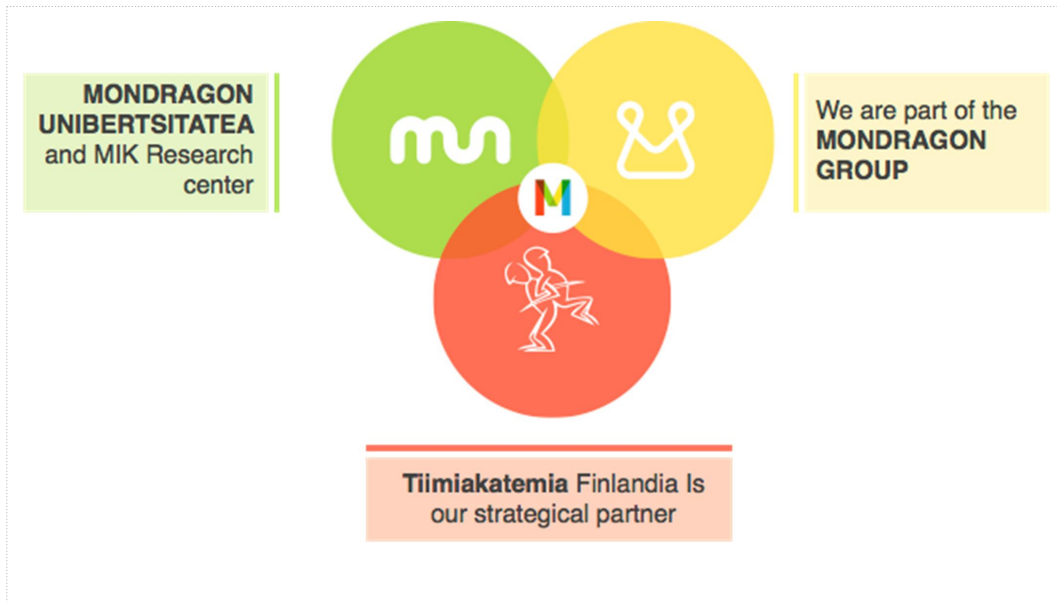 MONDRAGON
UNIBERTSITATEA
and MIK Research
center
mun
M
We are part of the
MONDRAGON
GROUP
Tiimiakatemia Finlandia Is
our strategical partner